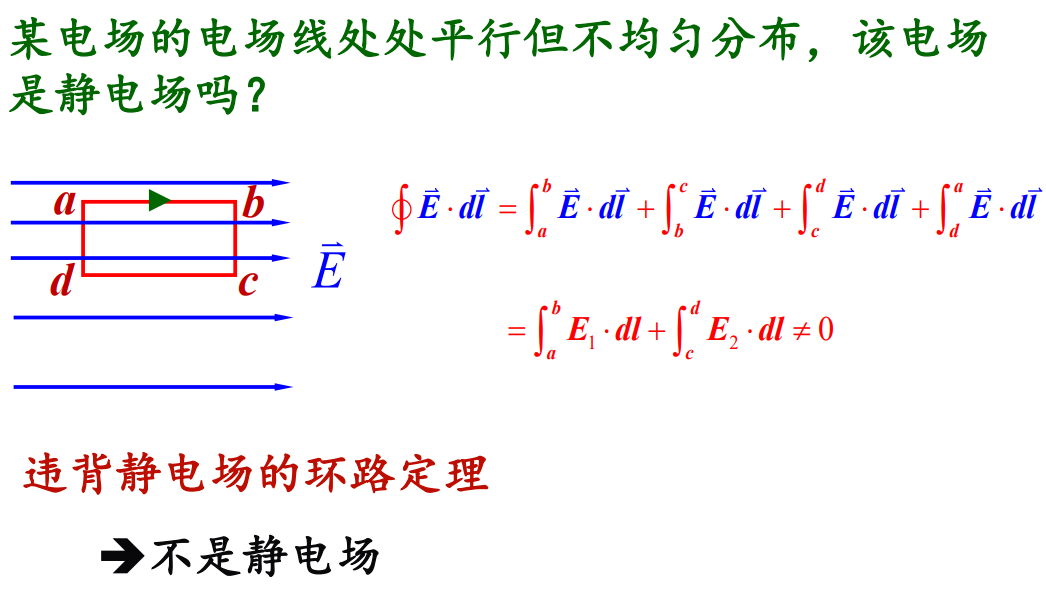 某电场的电场线处处平行但不均匀分布，该电场
是静电场吗？
a b
d c
$\vec{E}$
$\oint \vec{E} \cdot d\vec{l} = \int_a^b \vec{E} \cdot d\vec{l} + \int_b^c \vec{E} \cdot d\vec{l} + \int_c^d \vec{E} \cdot d\vec{l} + \int_d^a \vec{E} \cdot d\vec{l}$
$= \int_a^b E_1 \cdot dl + \int_c^d E_2 \cdot dl \neq 0$
违背静电场的环路定理
➔不是静电场